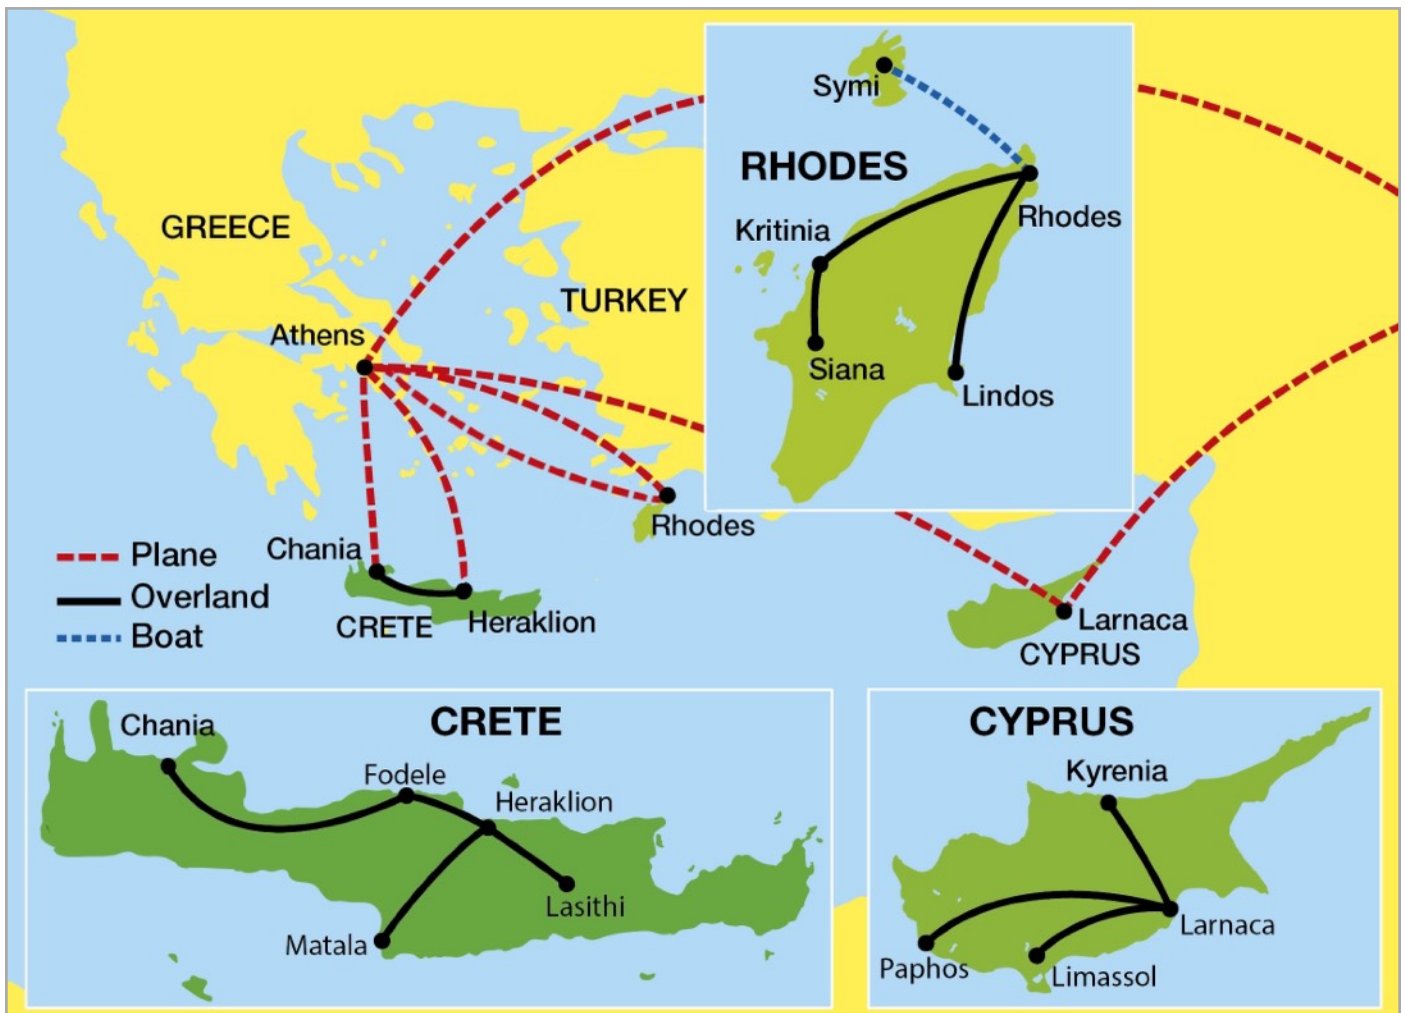 GREECE
TURKEY
Athens
Rhodes
Chania
CRETE
Heraklion
Larnaca
CYPRUS
Plane
Overland
Boat
Symi
RHODES
Rhodes
Kritinia
Siana
Lindos
CRETE
Chania
Fodele
Heraklion
Lasithi
Matala
CYPRUS
Kyrenia
Larnaca
Paphos
Limassol